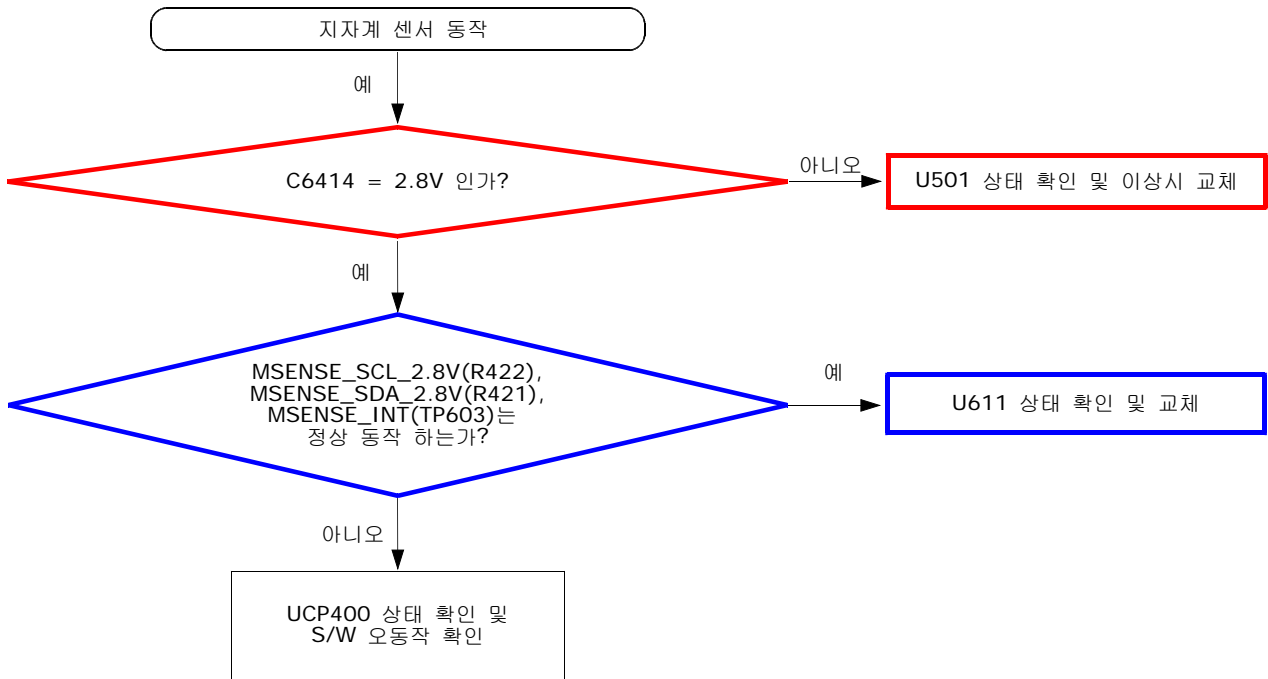 지자계 센서 동작
예
C6414 = 2.8V 인가?
아니오
U501 상태 확인 및 이상시 교체
예
MSENSE_SCL_2.8V(R422),
MSENSE_SDA_2.8V(R421),
MSENSE_INT(TP603)는
정상 동작 하는가?
예
U611 상태 확인 및 교체
아니오
UCP400 상태 확인 및
S/W 오동작 확인